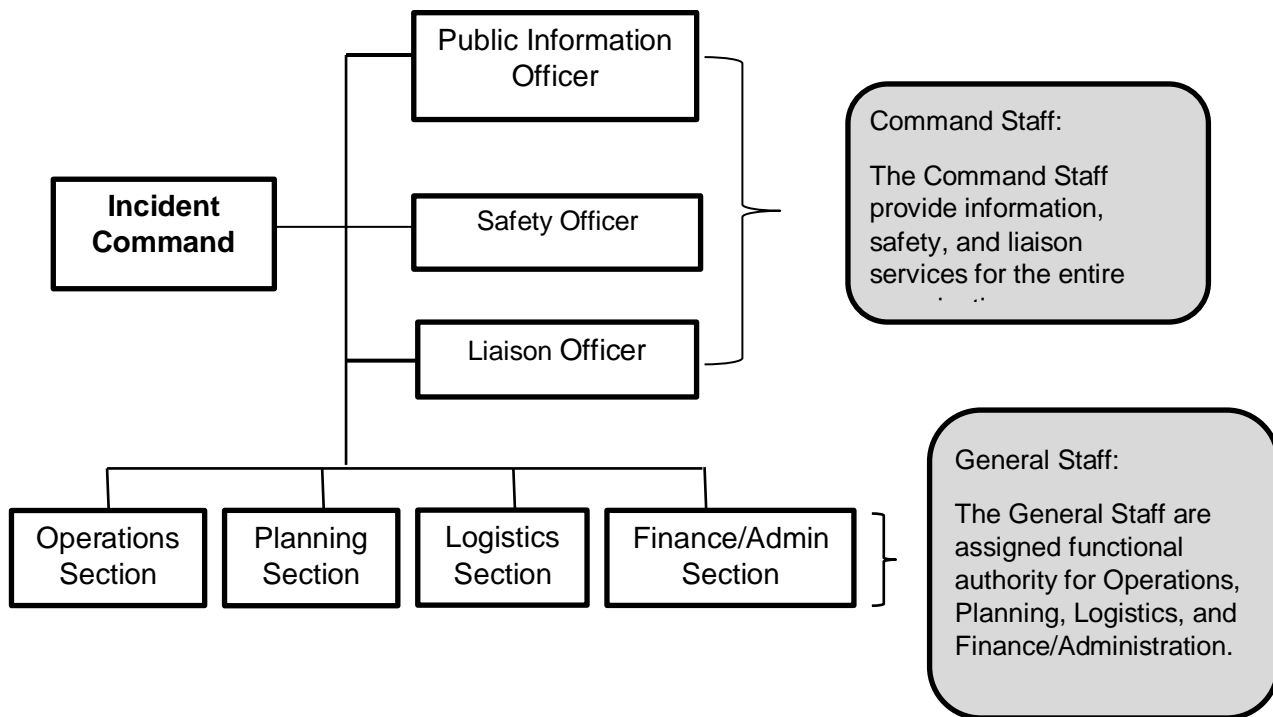 Public Information
Officer
Command Staff:
The Command Staff
provide information,
safety, and liaison
services for the entire
Incident
Command
Safety Officer
Liaison Officer
General Staff:
The General Staff are
assigned functional
authority for Operations,
Planning, Logistics, and
Finance/Administration.
Operations
Section
Planning
Section
Logistics
Section
Finance/Admin
Section